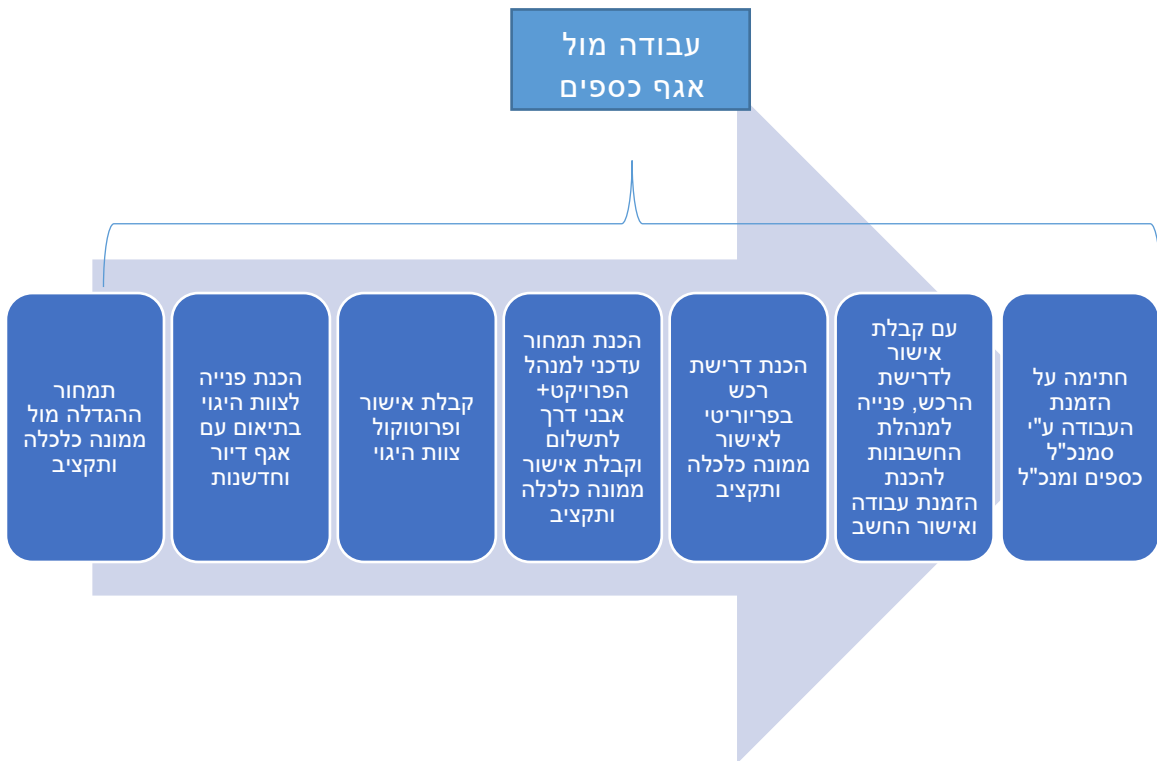 עבודה מול
אגף כספים
תמחור
ההגדלה מול
ממונה כלכלה
ותקציב
הכנת פנייה
לצוות היגוי
בתיאום עם
אגף דיור
וחדשנות
קבלת אישור
ופרוטוקול
צוות היגוי
הכנת תמחור
עדכני למנהל
הפרויקט+
אבני דרך
לתשלום
וקבלת אישור
ממונה כלכלה
ותקציב
הכנת דרישת
רכש
בפריוריטי
לאישור
ממונה כלכלה
ותקציב
עם קבלת
אישור
לדרישת
הרכש, פנייה
למנהלת
החשבונות
להכנת
הזמנת עבודה
ואישור החשב
חתימה על
הזמנת
העבודה ע"י
סמנכ"ל
כספים ומנכ"ל